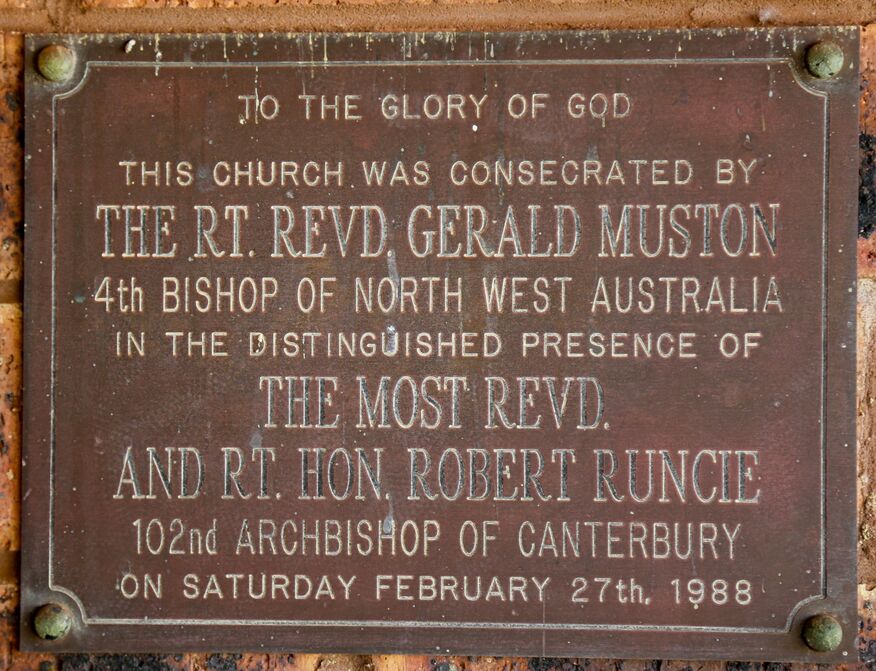 TO THE GLORY OF GOD
THIS CHURCH WAS CONSECRATED BY
THE RT. REVD. GERALD MUSTON
4th BISHOP OF NORTH WEST AUSTRALIA
IN THE DISTINGUISHED PRESENCE OF
THE MOST REVD.
AND RT. HON. ROBERT RUNCIE
102nd ARCHBISHOP OF CANTERBURY
ON SATURDAY FEBRUARY 27th, 1988